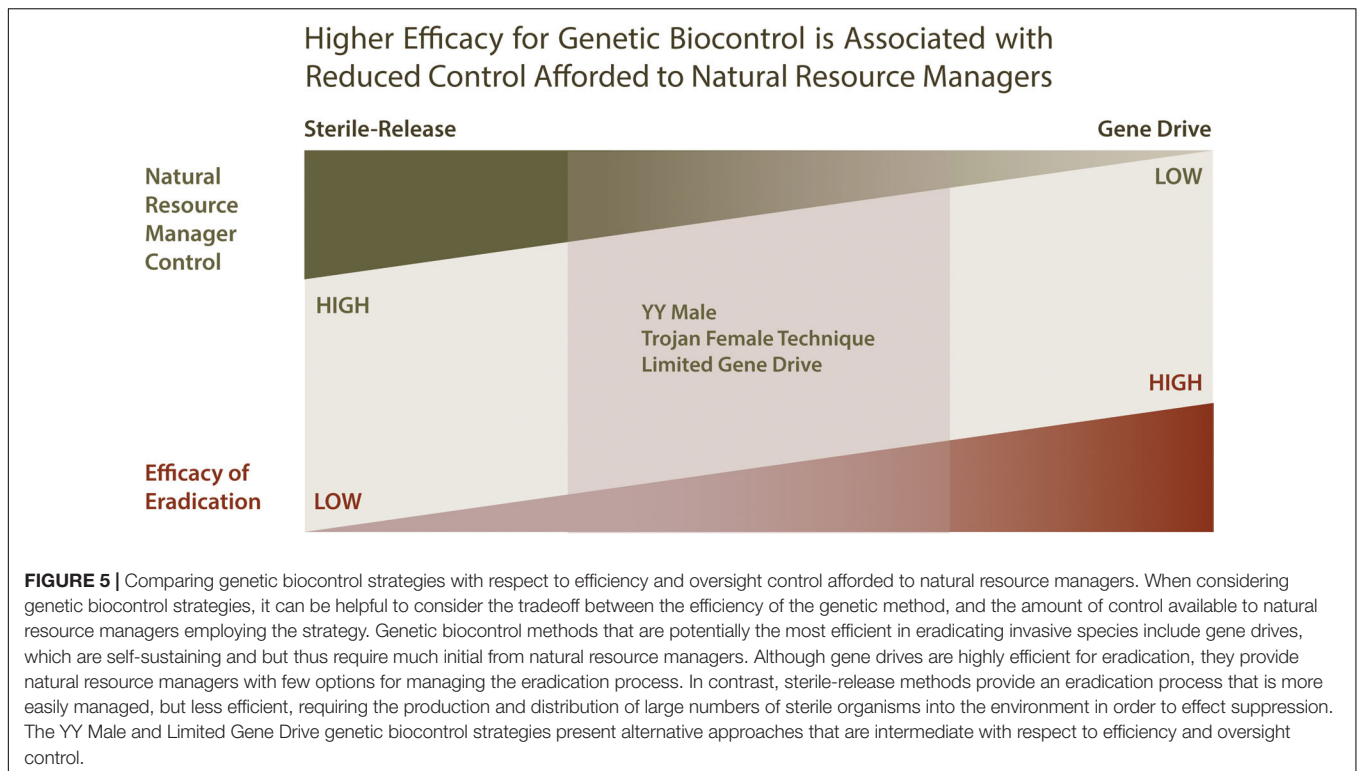 Higher Efficacy for Genetic Biocontrol is Associated with
Reduced Control Afforded to Natural Resource Managers
Sterile-Release
Gene Drive
Natural
Resource
Manager
Control
LOW
HIGH
YY Male
Trojan Female Technique
Limited Gene Drive
HIGH
Efficacy of
Eradication
LOW
FIGURE 5 | Comparing genetic biocontrol strategies with respect to efficiency and oversight control afforded to natural resource managers. When considering
genetic biocontrol strategies, it can be helpful to consider the tradeoff between the efficiency of the genetic method, and the amount of control available to natural
resource managers employing the strategy. Genetic biocontrol methods that are potentially the most efficient in eradicating invasive species include gene drives,
which are self-sustaining and but thus require much initial from natural resource managers. Although gene drives are highly efficient for eradication, they provide
natural resource managers with few options for managing the eradication process. In contrast, sterile-release methods provide an eradication process that is more
easily managed, but less efficient, requiring the production and distribution of large numbers of sterile organisms into the environment in order to effect suppression.
The YY Male and Limited Gene Drive genetic biocontrol strategies present alternative approaches that are intermediate with respect to efficiency and oversight
control.